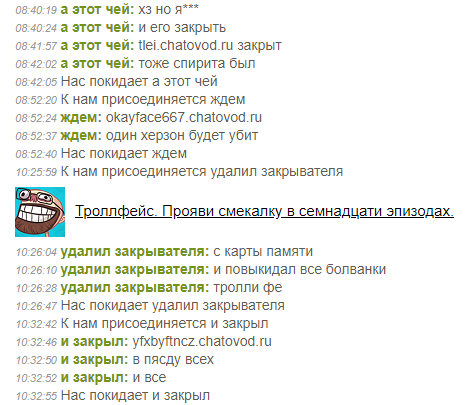 08:40:19 а этот чей: хз но я***
08:40:24 а этот чей: и его закрыть
08:41:57 а этот чей: tlei.chatovod.ru закрыт
08:42:02 а этот чей: тоже спирита был
08:42:05 Нас покидает а этот чей
08:52:20 К нам присоединяется ждем
08:52:24 ждем: okayface667.chatovod.ru
08:52:37 ждем: один херзон будет убит
08:52:40 Нас покидает ждем
10:25:59 К нам присоединяется удалил закрывателя
Троллфейс. Прояви смекалку в семнадцати эпизодах.
10:26:04 удалил закрывателя: с карты памяти
10:26:10 удалил закрывателя: и повыкидал все болванки
10:26:28 удалил закрывателя: тролли фе
10:26:47 Нас покидает удалил закрывателя
10:32:42 К нам присоединяется и закрыл
10:32:46 и закрыл: yfxbyftncz.chatovod.ru
10:32:50 и закрыл: в пясду всех
10:32:52 и закрыл: и все
10:32:55 Нас покидает и закрыл